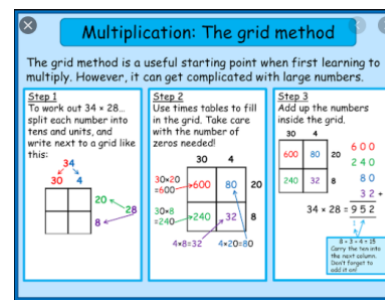 Multiplication: The grid method
The grid method is a useful starting point when first learning to
multiply. However, it can get complicated with large numbers.
Step 1
To work out 34 × 28...
split each number into
tens and units, and
write next to a grid like
this:
34
30 4
20
28
8
Step 2
Use times tables to fill
in the grid. Take care
with the number of
zeros needed!
30 4
30×20
=600
600 80 20
30×8
=240
240 32 8
4×8=32 4×20=80
Step 3
Add up the numbers
inside the grid.
30 4
600 80 20
240 32 8
600
240
80
32 +
34 × 28 = 952
1
8 + 3 + 4 = 15
Carry the ten into
the next column.
Don't forget to
add it on!